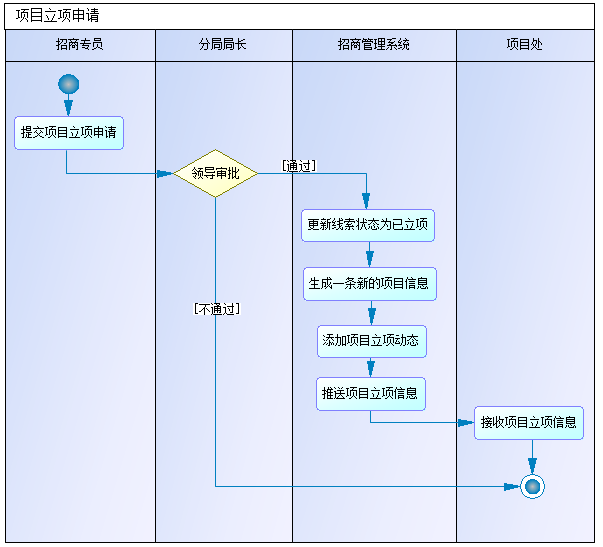 项目立项申请
招商专员
分局局长
招商管理系统
项目处
提交项目立项申请
领导审批
[通过]
更新线索状态为已立项
生成一条新的项目信息
[不通过]
添加项目立项动态
推送项目立项信息
接收项目立项信息